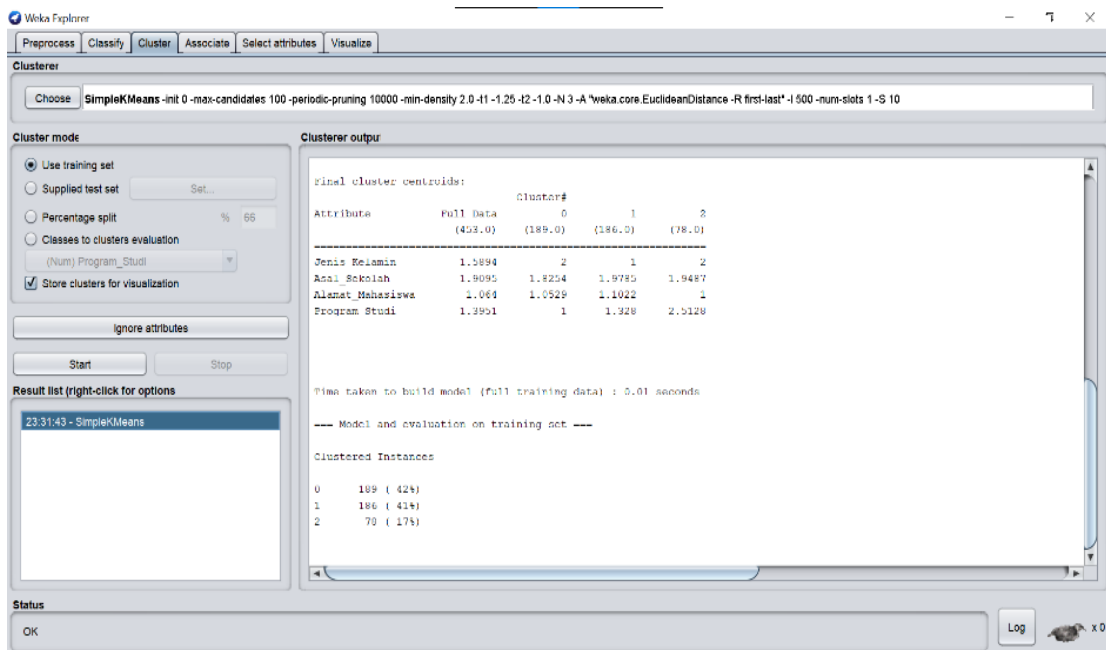 Weka Explorer
Preprocess Classify Cluster Associate Select attributes Visualize
Clusterer
Choose SimpleKMeans -init 0 -max-candidates 100 -periodic-pruning 10000 -min-density 2.0 -t1 -1.25 -t2 -1.0 -N 3 -A "weka.core.EuclideanDistance -R first-last" -I 500 -num-slots 1 -S 10
Cluster mode
Use training set
Supplied test set Set...
Percentage split % 66
Classes to clusters evaluation
(Num) Program_Studi
Store clusters for visualization
Ignore attributes
Start Stop
Result list (right-click for options
23:31:43 - SimpleKMeans
Clusterer output
Final cluster centroids:
Cluster#
Attribute Full Data 0 1 2
(453.0) (189.0) (186.0) (78.0)
Jenis Kelamin 1.5894 2 1 2
Asal_Sekolah 1.9095 1.8254 1.9785 1.9487
Alamat_Mahasiswa 1.064 1.0529 1.1022 1
Program Studi 1.3951 1 1.328 2.5128
Time taken to build model (full training data) : 0.01 seconds
=== Model and evaluation on training set ===
Clustered Instances
0 189 ( 42%)
1 186 ( 41%)
2 78 ( 17%)
Status
OK
Log x 0